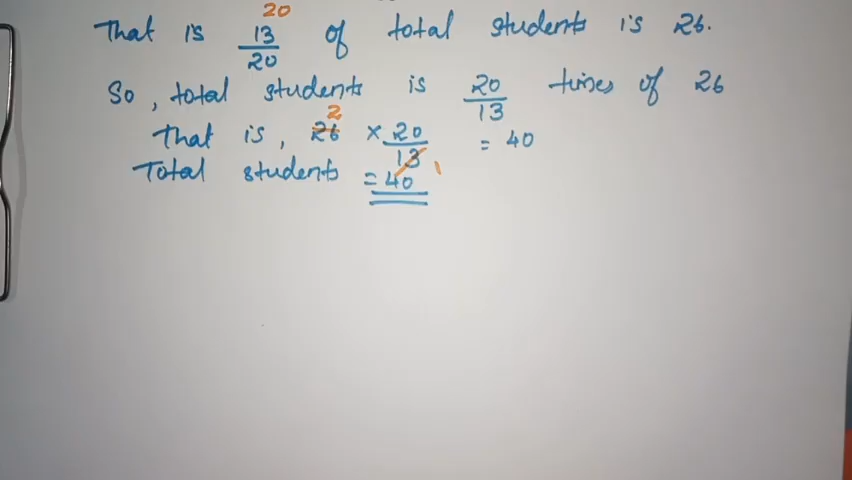 20
That is 13/20 of total students is 26.
So, total students is 20/13 times of 26
2
That is, 26 × 20/13 = 40
1
Total students = 40